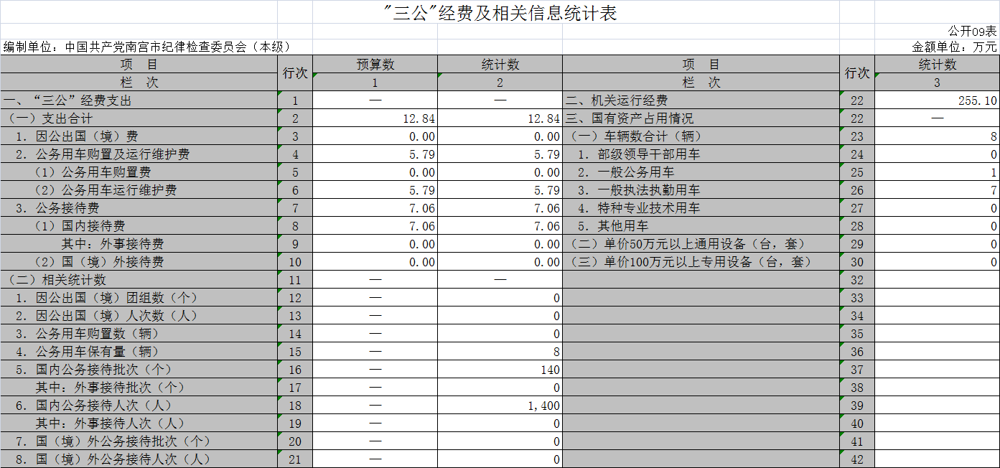 "三公"经费及相关信息统计表
公开09表
编制单位：中国共产党南宫市纪律检查委员会（本级） 金额单位：万元
项 目 行次 预算数 统计数 项 目 行次 统计数
栏 次 1 2 栏 次 3
一、“三公”经费支出 1 — — 二、机关运行经费 22 255.10
（一）支出合计 2 12.84 12.84 三、国有资产占用情况 22 —
1．因公出国（境）费 3 0.00 0.00 （一）车辆数合计（辆） 23 8
2．公务用车购置及运行维护费 4 5.79 5.79 1．部级领导干部用车 24 0
（1）公务用车购置费 5 0.00 0.00 2．一般公务用车 25 1
（2）公务用车运行维护费 6 5.79 5.79 3．一般执法执勤用车 26 7
3．公务接待费 7 7.06 7.06 4．特种专业技术用车 27 0
（1）国内接待费 8 7.06 7.06 5．其他用车 28 0
其中：外事接待费 9 0.00 0.00 （二）单价50万元以上通用设备（台，套） 29 0
（2）国（境）外接待费 10 0.00 0.00 （三）单价100万元以上专用设备（台，套） 30 0
（二）相关统计数 11 — — 32
1．因公出国（境）团组数（个） 12 — 0 33
2．因公出国（境）人次数（人） 13 — 0 34
3．公务用车购置数（辆） 14 — 0 35
4．公务用车保有量（辆） 15 — 8 36
5．国内公务接待批次（个） 16 — 140 37
其中：外事接待批次（个） 17 — 0 38
6．国内公务接待人次（人） 18 — 1,400 39
其中：外事接待人次（人） 19 — 0 40
7．国（境）外公务接待批次（个） 20 — 0 41
8．国（境）外公务接待人次（人） 21 — 0 42